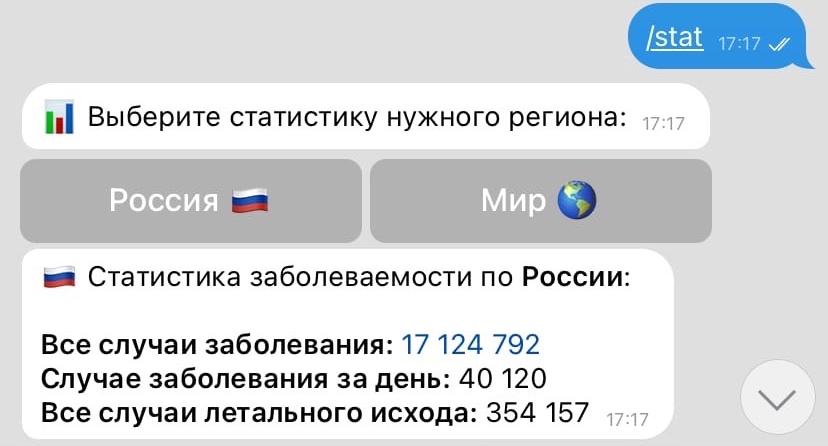 /stat 17:17
📊 Выберите статистику нужного региона: 17:17
Россия 🇷🇺 Мир 🌎
🇷🇺 Статистика заболеваемости по России:
Все случаи заболевания: 17 124 792
Случае заболевания за день: 40 120
Все случаи летального исхода: 354 157 17:17